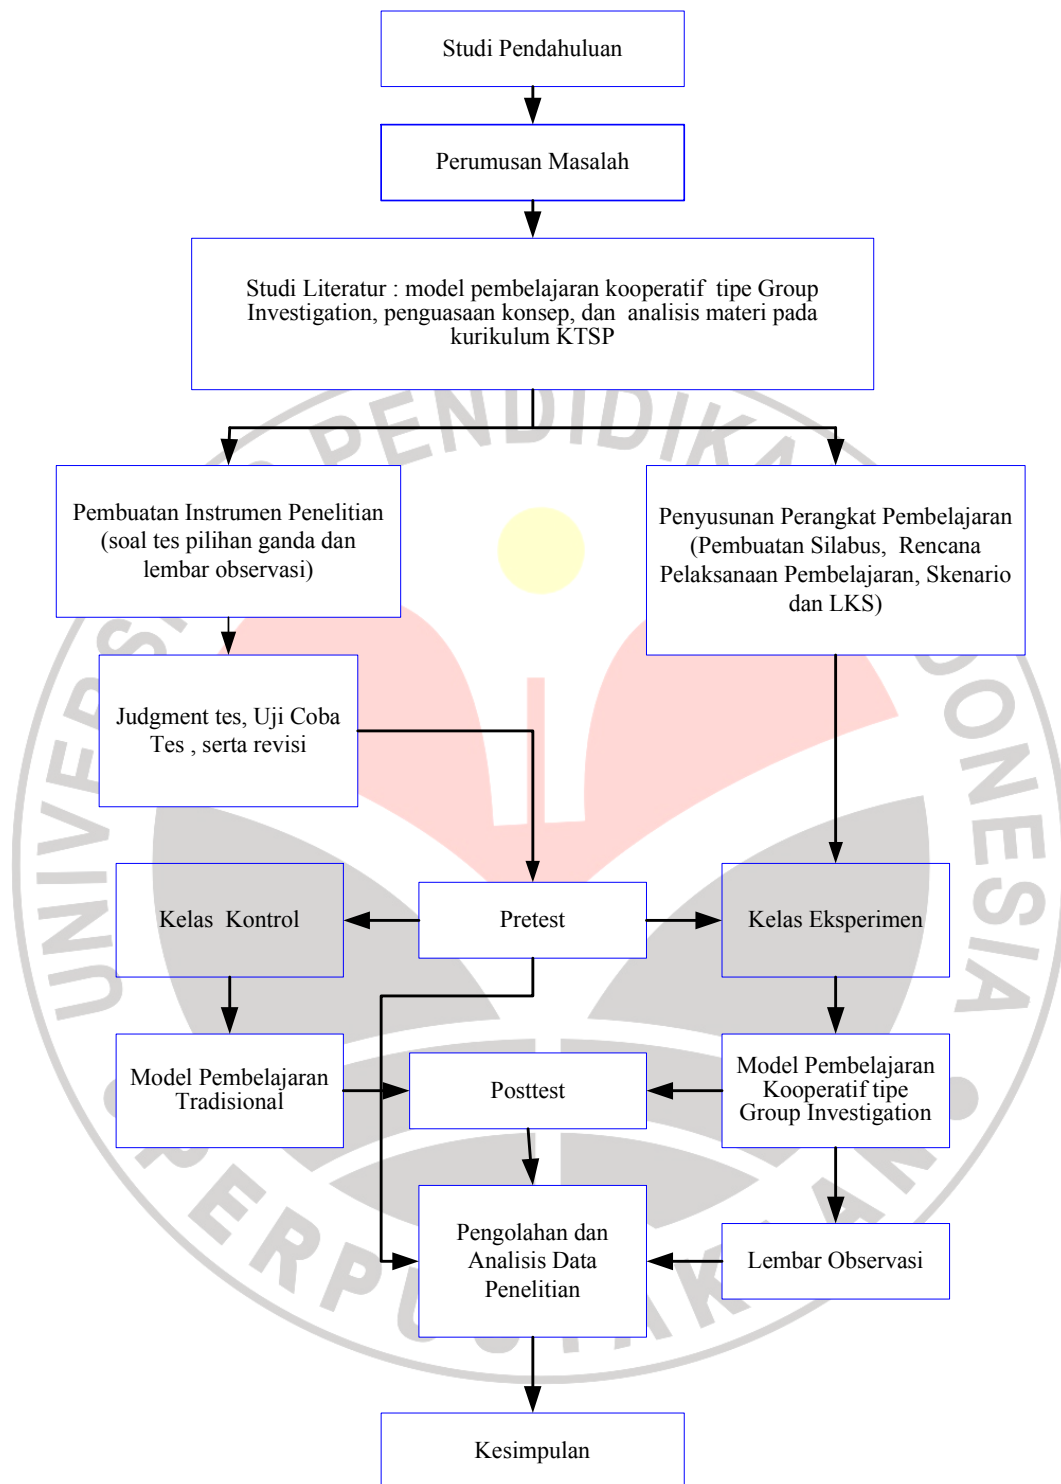 Studi Pendahuluan
Perumusan Masalah
Studi Literatur : model pembelajaran kooperatif tipe Group
Investigation, penguasaan konsep, dan analisis materi pada
kurikulum KTSP
Pembuatan Instrumen Penelitian
(soal tes pilihan ganda dan
lembar observasi)
Penyusunan Perangkat Pembelajaran
(Pembuatan Silabus, Rencana
Pelaksanaan Pembelajaran, Skenario
dan LKS)
Judgment tes, Uji Coba
Tes , serta revisi
Kelas Kontrol
Pretest
Kelas Eksperimen
Model Pembelajaran
Tradisional
Posttest
Model Pembelajaran
Kooperatif tipe
Group Investigation
Pengolahan dan
Analisis Data
Penelitian
Lembar Observasi
Kesimpulan